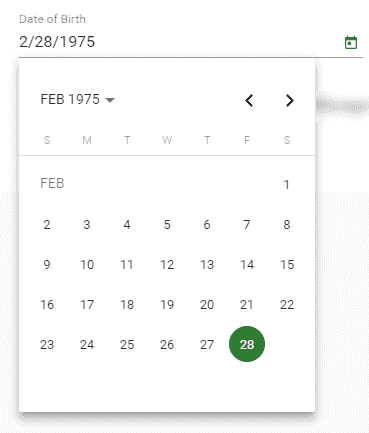 Date of Birth
2/28/1975
FEB 1975
S M T W T F S
FEB 1
2 3 4 5 6 7 8
9 10 11 12 13 14 15
16 17 18 19 20 21 22
23 24 25 26 27 28